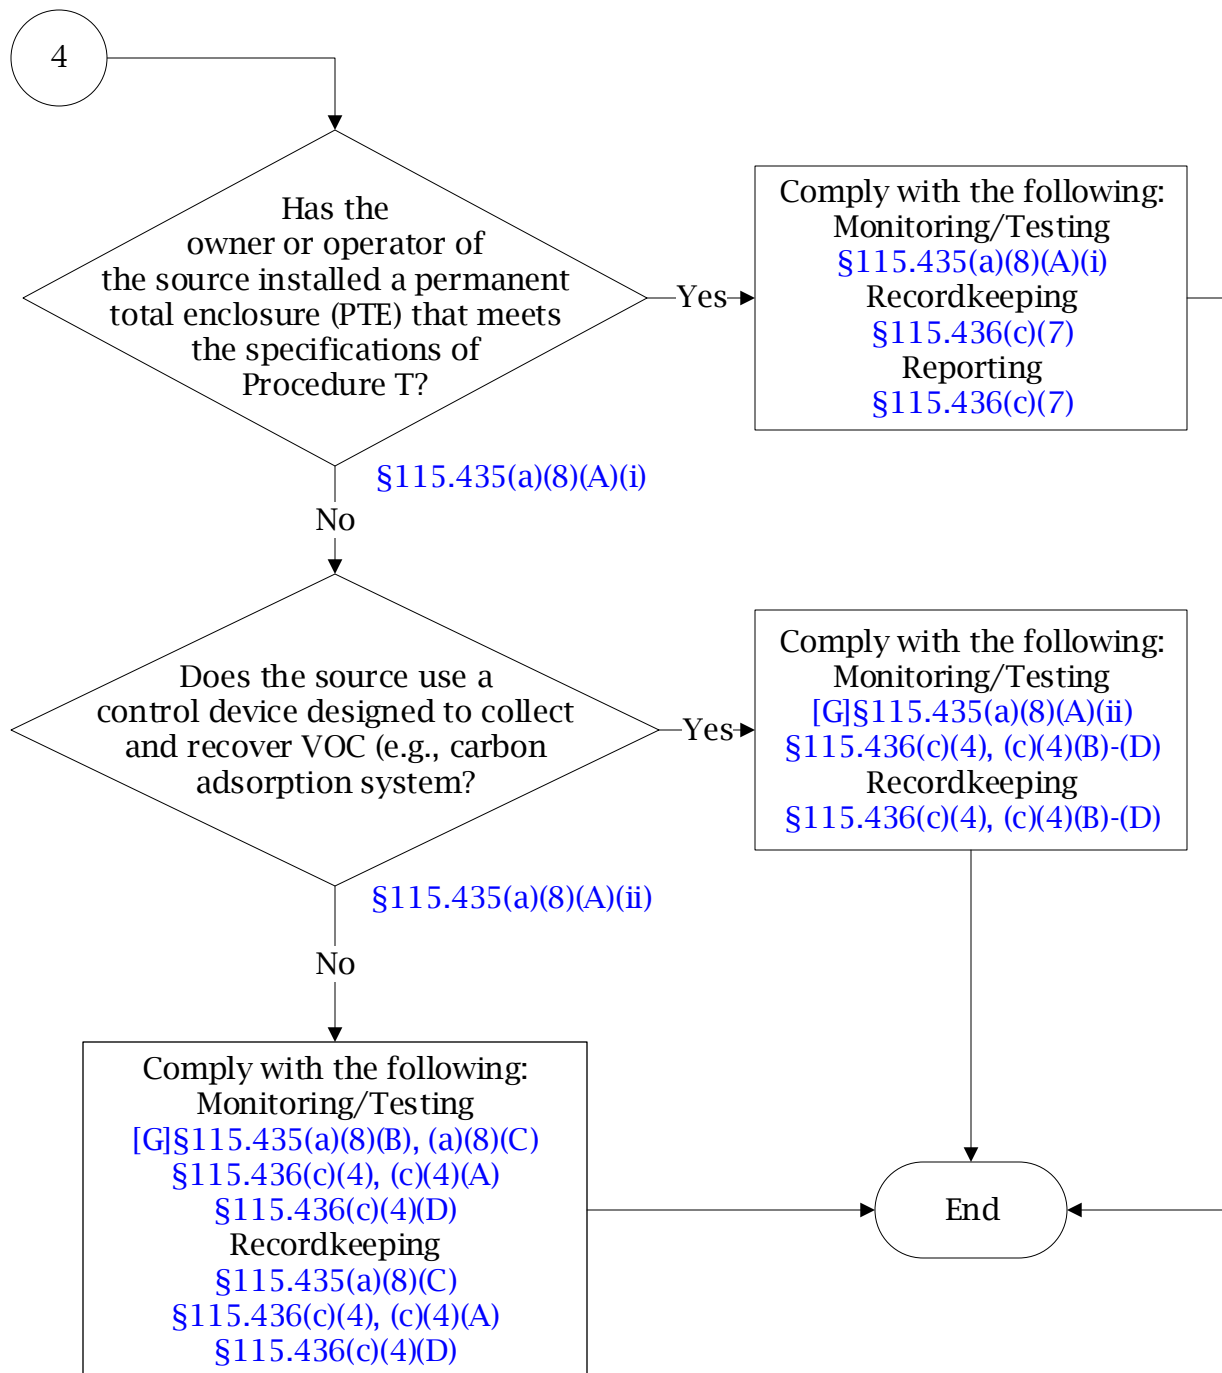 4
Has the
owner or operator of
the source installed a permanent
total enclosure (PTE) that meets
the specifications of
Procedure T?
Yes
Comply with the following:
Monitoring/Testing
§115.435(a)(8)(A)(i)
Recordkeeping
§115.436(c)(7)
Reporting
§115.436(c)(7)
§115.435(a)(8)(A)(i)
No
Does the source use a
control device designed to collect
and recover VOC (e.g., carbon
adsorption system?
Yes
Comply with the following:
Monitoring/Testing
[G]§115.435(a)(8)(A)(ii)
§115.436(c)(4), (c)(4)(B)-(D)
Recordkeeping
§115.436(c)(4), (c)(4)(B)-(D)
§115.435(a)(8)(A)(ii)
No
Comply with the following:
Monitoring/Testing
[G]§115.435(a)(8)(B), (a)(8)(C)
§115.436(c)(4), (c)(4)(A)
§115.436(c)(4)(D)
Recordkeeping
§115.435(a)(8)(C)
§115.436(c)(4), (c)(4)(A)
§115.436(c)(4)(D)
End